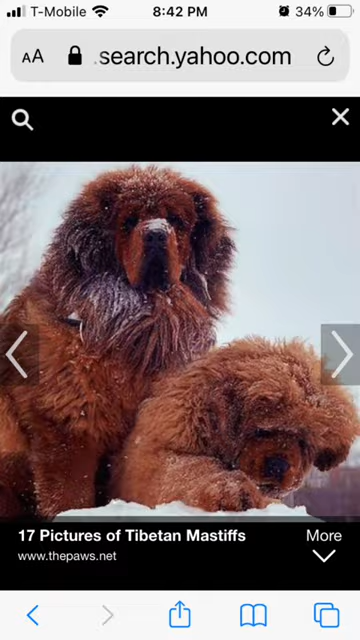 T-Mobile 8:42 PM 34%
AA .search.yahoo.com
17 Pictures of Tibetan Mastiffs More
www.thepaws.net